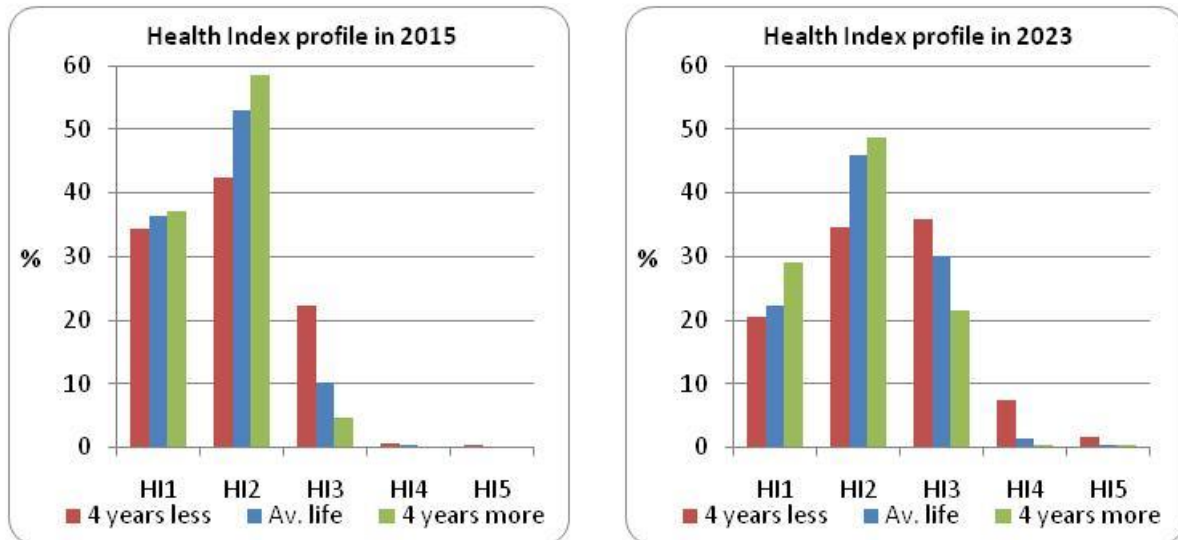 Health Index profile in 2015
60
50
40
30
20
10
0
%
HI1 HI2 HI3 HI4 HI5
4 years less Av. life 4 years more
Health Index profile in 2023
60
50
40
30
20
10
0
%
HI1 HI2 HI3 HI4 HI5
4 years less Av. life 4 years more